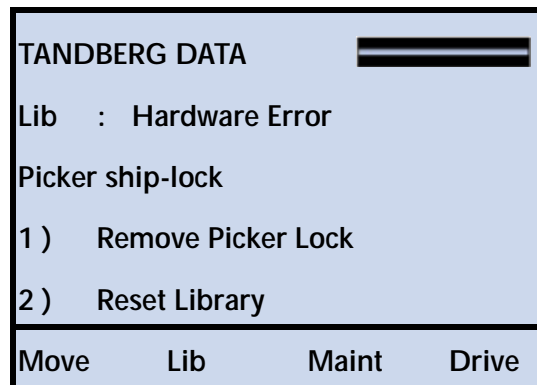 TANDBERG DATA
Lib : Hardware Error
Picker ship-lock
1 ) Remove Picker Lock
2 ) Reset Library
Move Lib Maint Drive